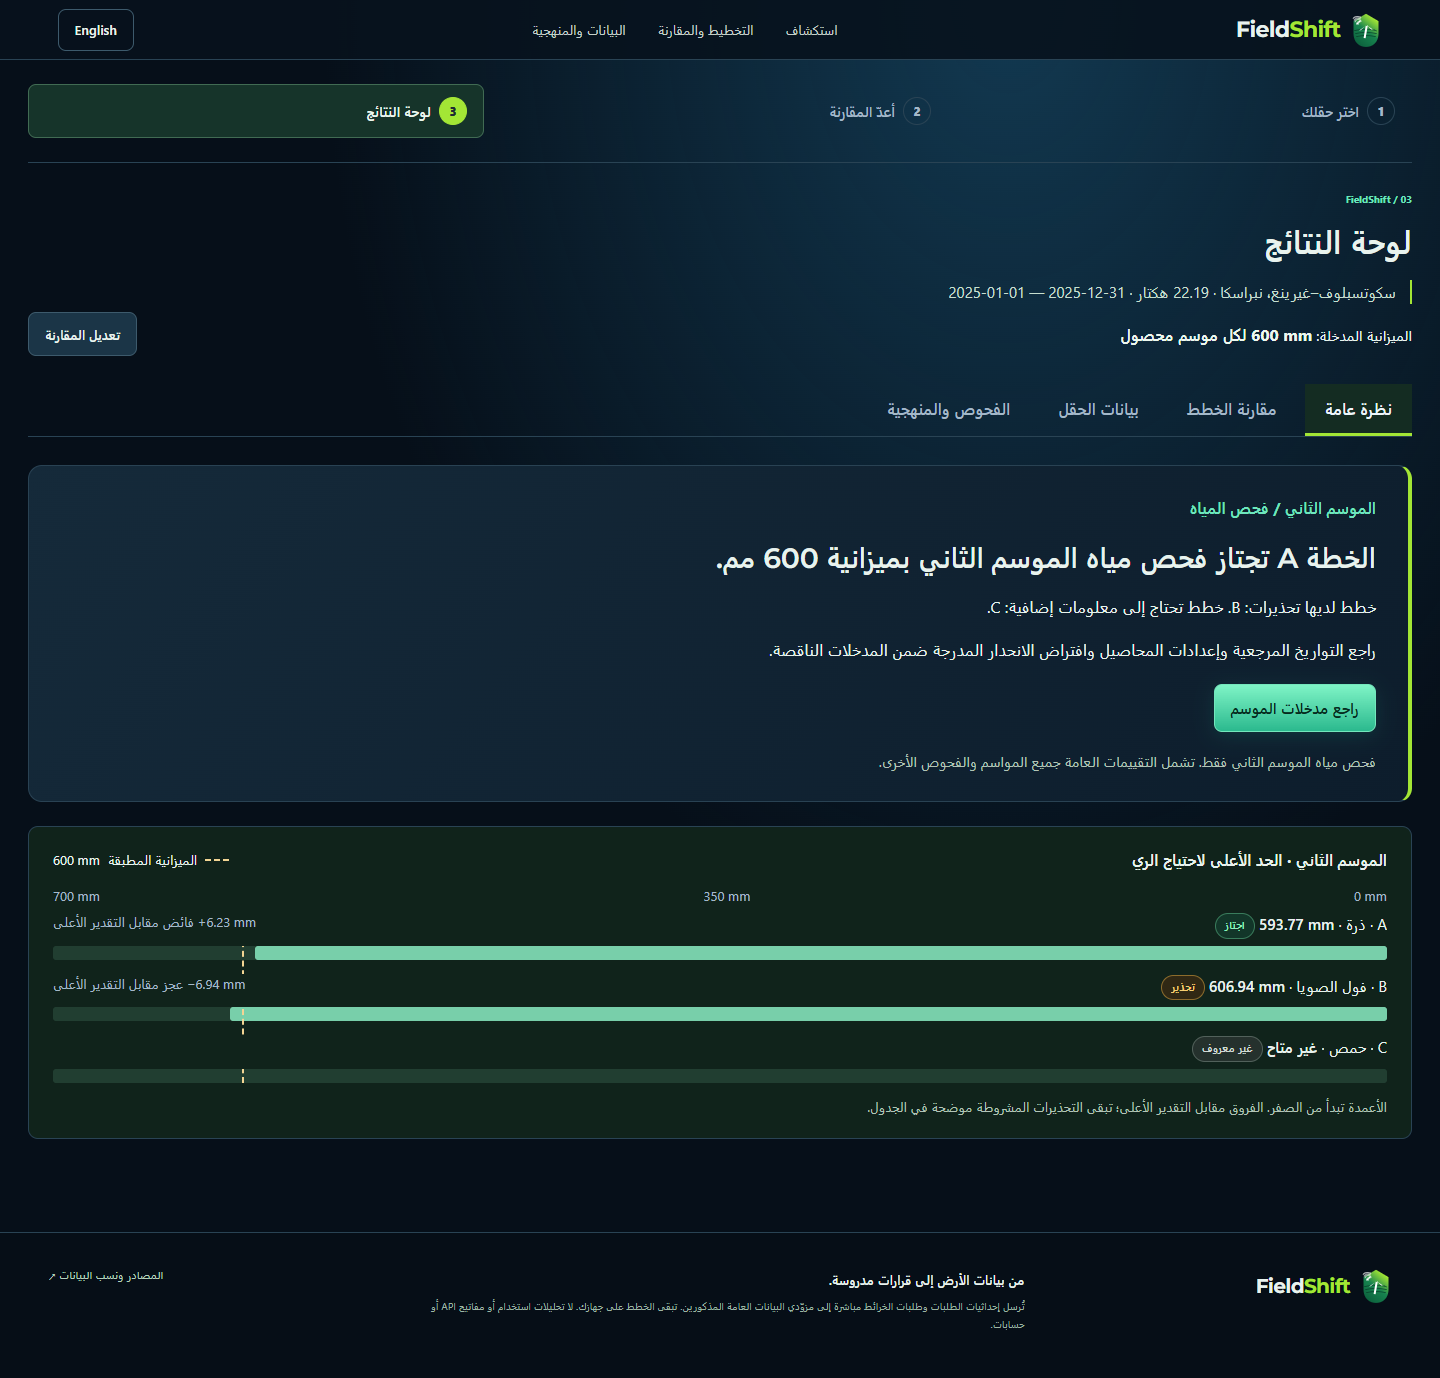 FieldShift
استكشاف
التخطيط والمقارنة
البيانات والمنهجية
English
1 اختر حقلك
2 أعدّ المقارنة
3 لوحة النتائج
FieldShift / 03
لوحة النتائج
سكوتسبلوف–غيرينغ، نبراسكا · 22.19 هكتار · 2025-12-31 — 2025-01-01
الميزانية المدخلة: 600 mm لكل موسم محصول
تعديل المقارنة
نظرة عامة
مقارنة الخطط
بيانات الحقل
الفحوص والمنهجية
الموسم الثاني / فحص المياه
الخطة A تجتاز فحص مياه الموسم الثاني بميزانية 600 مم.
خطط لديها تحذيرات: B. خطط تحتاج إلى معلومات إضافية: C.
راجع التواريخ المرجعية وإعدادات المحاصيل وافتراض الانحدار المدرجة ضمن المدخلات الناقصة.
راجع مدخلات الموسم
فحص مياه الموسم الثاني فقط. تشمل التقييمات العامة جميع المواسم والفحوص الأخرى.
الموسم الثاني · الحد الأعلى لاحتياج الري
الميزانية المطبقة 600 mm
0 mm
350 mm
700 mm
A · ذرة · 593.77 mm اجتاز
+6.23 mm فائض مقابل التقدير الأعلى
B · فول الصويا · 606.94 mm تحذير
−6.94 mm عجز مقابل التقدير الأعلى
C · حمص · غير متاح غير معروف
الأعمدة تبدأ من الصفر. الفروق مقابل التقدير الأعلى؛ تبقى التحذيرات المشروطة موضحة في الجدول.
FieldShift
من بيانات الأرض إلى قرارات مدروسة.
تُرسل إحداثيات الطلبات وطلبات الخرائط مباشرة إلى مزوّدي البيانات العامة المذكورين. تبقى الخطط على جهازك. لا تحليلات استخدام أو مفاتيح API أو
حسابات.
المصادر ونسب البيانات ↗